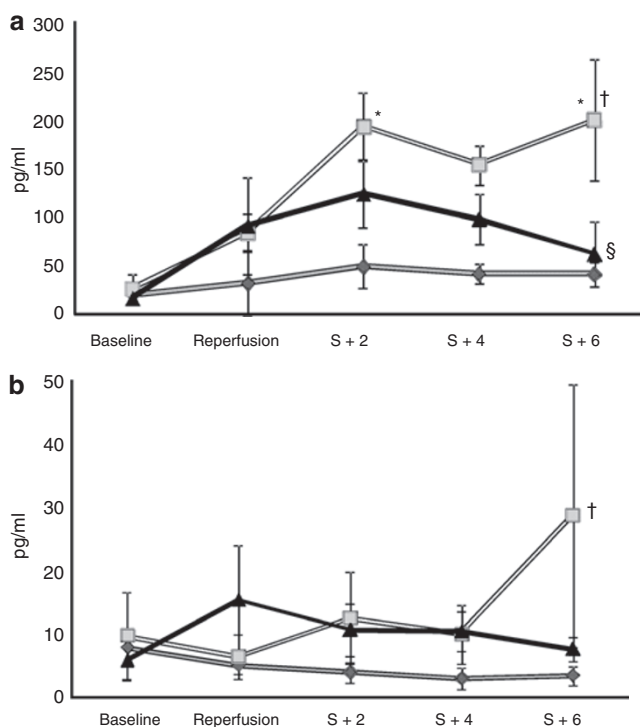 a
300
250
200
150
100
50
0
pg/ml
* * †
§
Baseline Reperfusion S + 2 S + 4 S + 6
b
50
40
30
20
10
0
pg/ml
†
Baseline Reperfusion S + 2 S + 4 S + 6